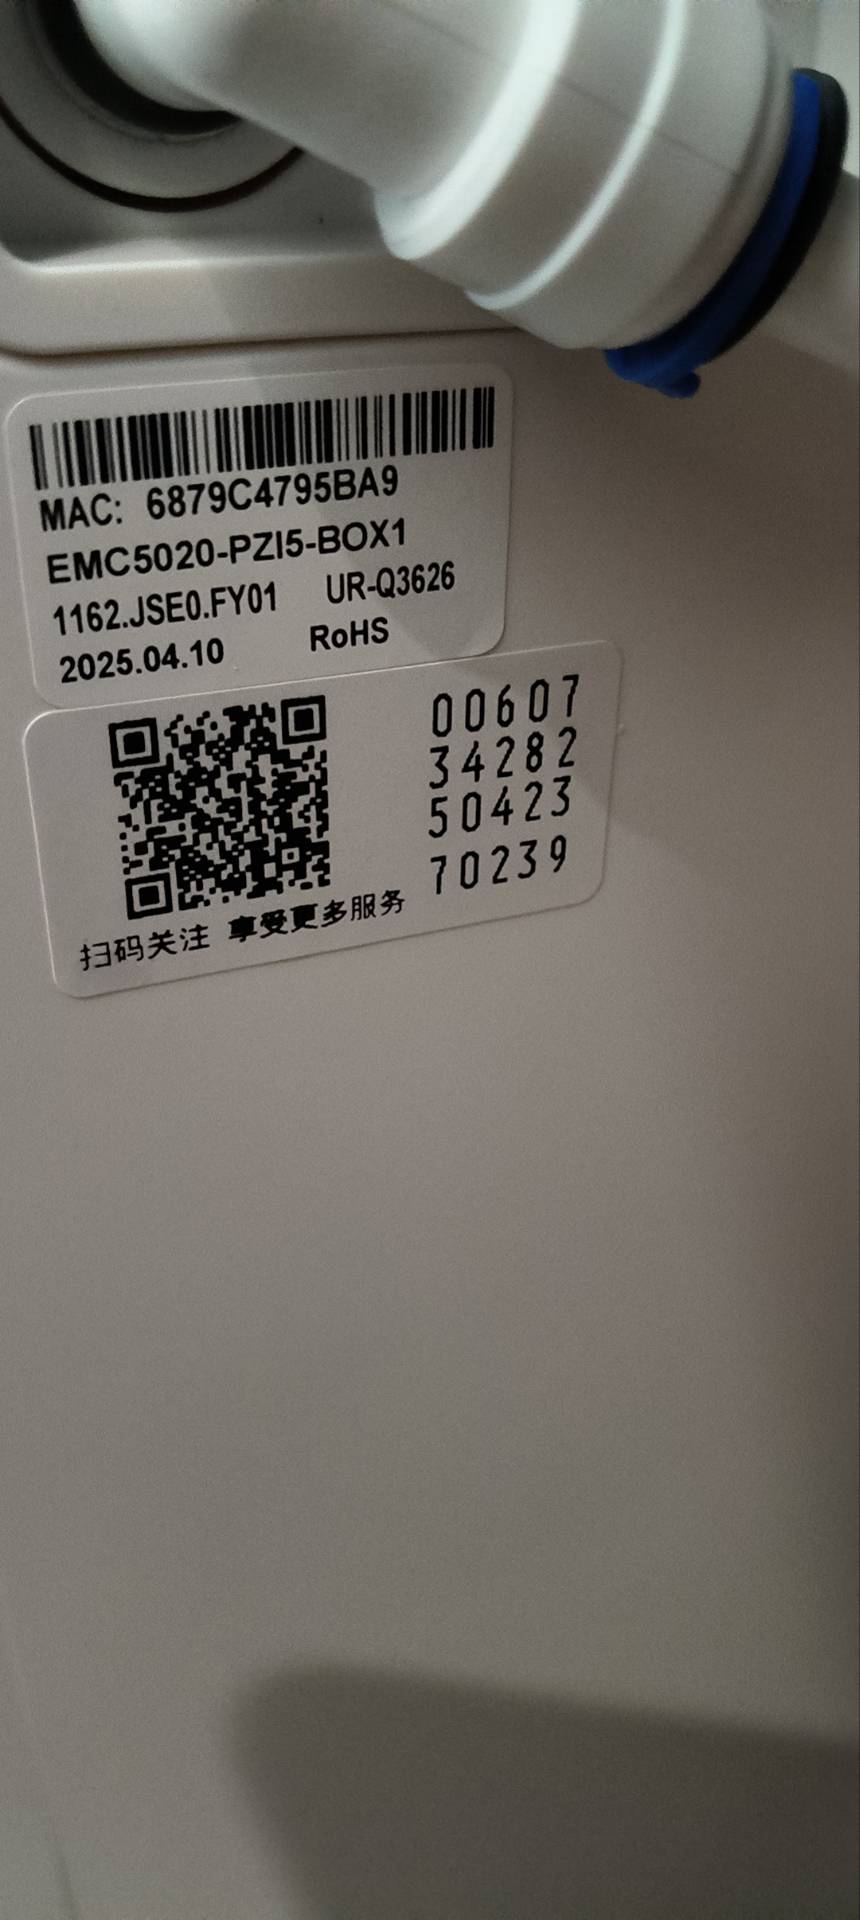 MAC: 6879C4795BA9
EMC5020-PZI5-BOX1
1162.JSE0.FY01 UR-Q3626
2025.04.10 RoHS
00607
34282
50423
70239
扫码关注 享受更多服务